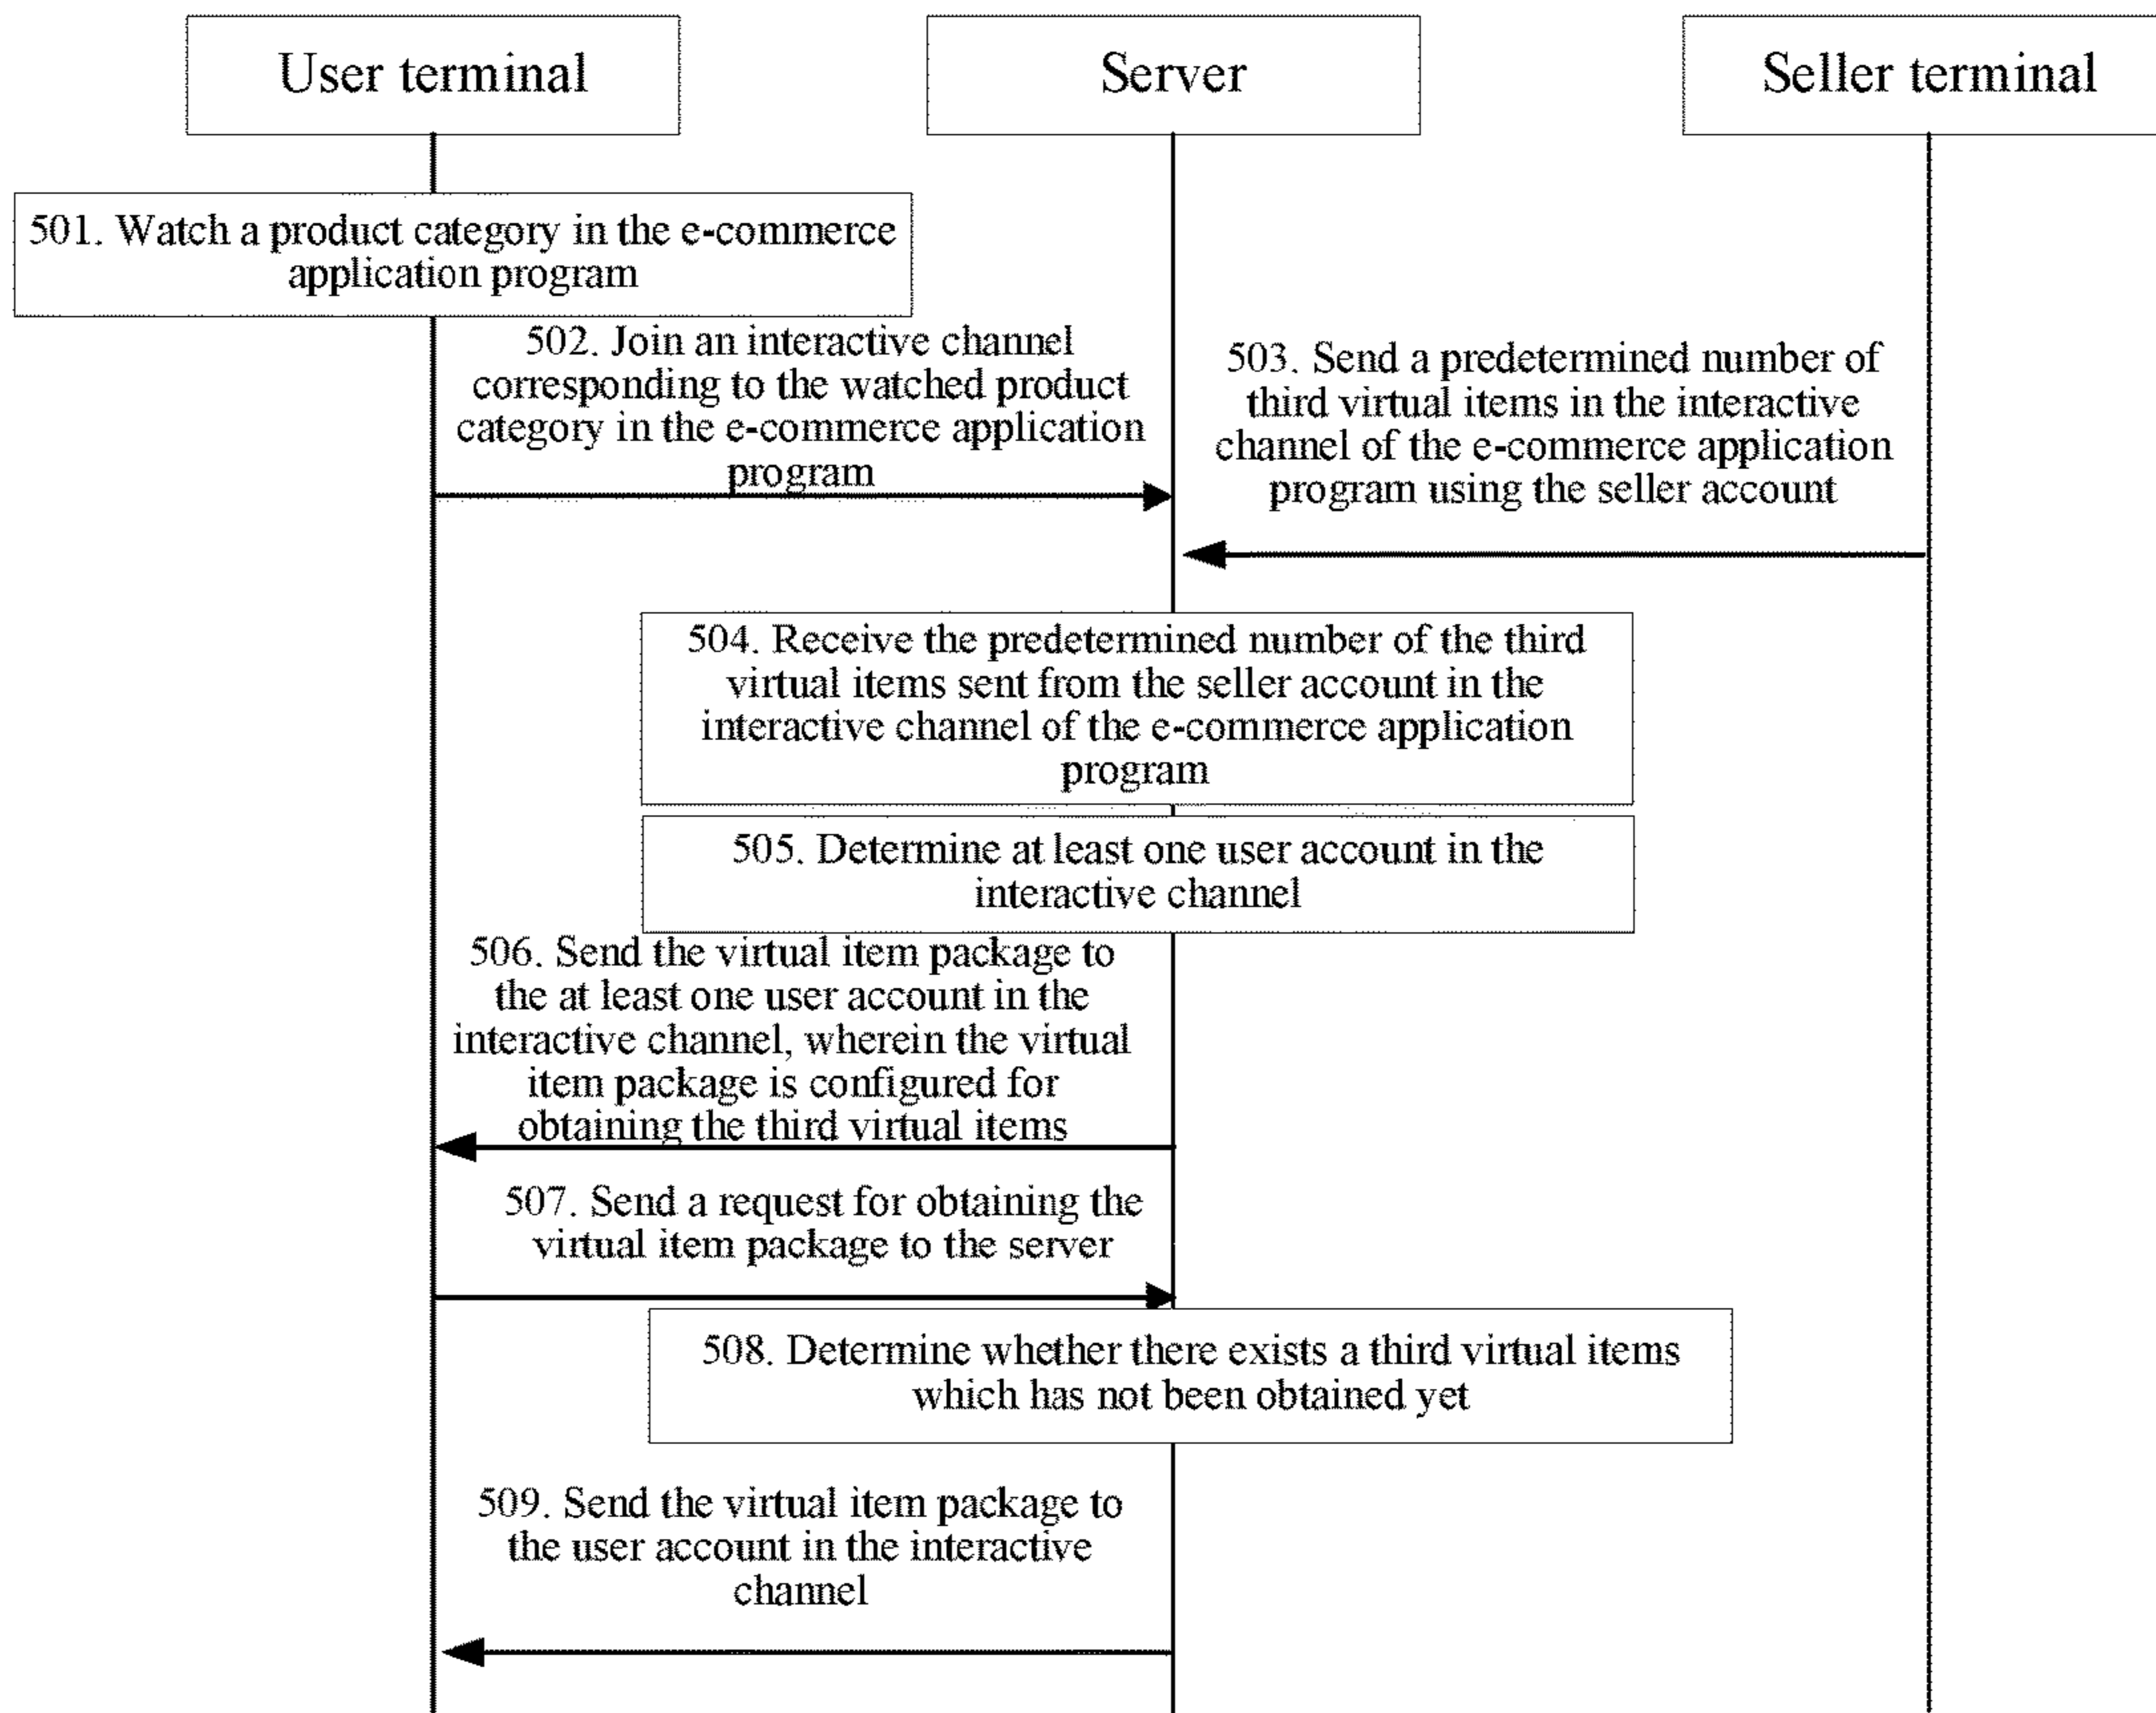 User terminal
Server
Seller terminal
501. Watch a product category in the e-commerce
application program
502. Join an interactive channel
corresponding to the watched product
category in the e-commerce application
program
503. Send a predetermined number of
third virtual items in the interactive
channel of the e-commerce application
program using the seller account
504. Receive the predetermined number of the third
virtual items sent from the seller account in the
interactive channel of the e-commerce application
program
505. Determine at least one user account in the
interactive channel
506. Send the virtual item package to
the at least one user account in the
interactive channel, wherein the virtual
item package is configured for
obtaining the third virtual items
507. Send a request for obtaining the
virtual item package to the server
508. Determine whether there exists a third virtual items
which has not been obtained yet
509. Send the virtual item package to
the user account in the interactive
channel